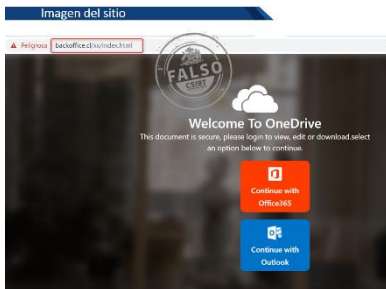 Imagen del sitio
Peligrosa backoffice.cl/xx/index.html
FALSO
CSIRT
Welcome To OneDrive
This document is secure, please login to view, edit or download.select
an option below to continue.
Continue with
Office365
Continue with
Outlook